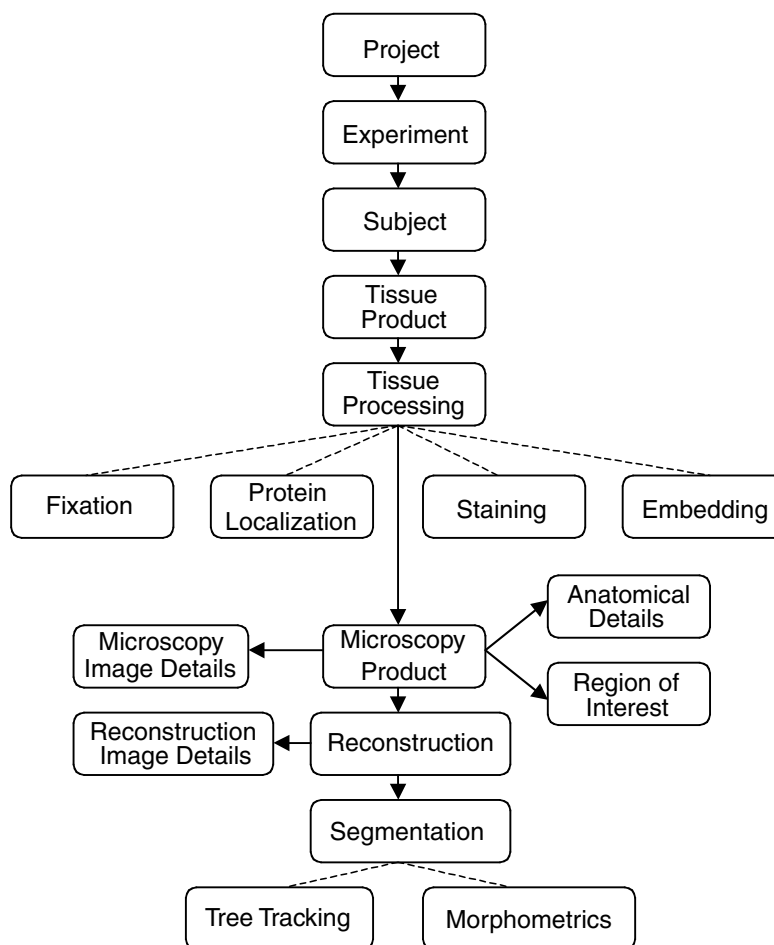 Project
Experiment
Subject
Tissue
Product
Tissue
Processing
Fixation
Protein
Localization
Staining
Embedding
Anatomical
Details
Microscopy
Image Details
Microscopy
Product
Region of
Interest
Reconstruction
Image Details
Reconstruction
Segmentation
Tree Tracking
Morphometrics